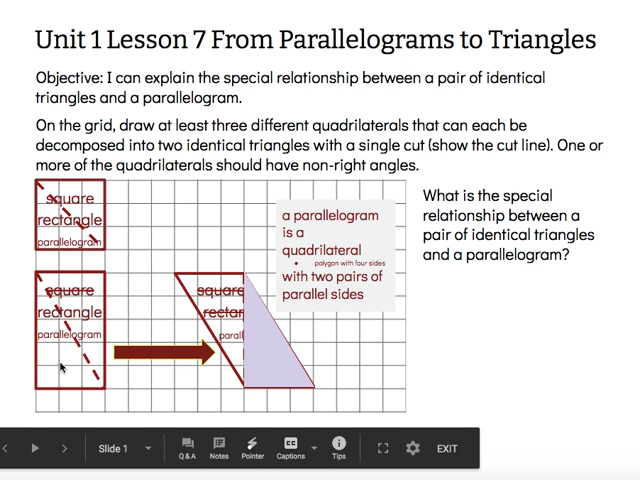 Unit 1 Lesson 7 From Parallelograms to Triangles
Objective: I can explain the special relationship between a pair of identical
triangles and a parallelogram.
On the grid, draw at least three different quadrilaterals that can each be
decomposed into two identical triangles with a single cut (show the cut line). One or
more of the quadrilaterals should have non-right angles.
square
rectangle
parallelogram
square
rectangle
parallelogram
square
rectar
parall
a parallelogram
is a
quadrilateral
• polygon with four sides
with two pairs of
parallel sides
What is the special
relationship between a
pair of identical triangles
and a parallelogram?
Slide 1
Q & A
Notes
Pointer
CC
Captions
Tips
EXIT